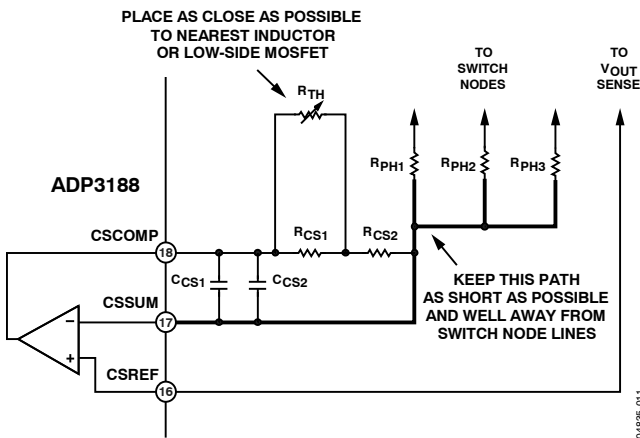 PLACE AS CLOSE AS POSSIBLE
TO NEAREST INDUCTOR
OR LOW-SIDE MOSFET
TO
SWITCH
NODES
TO
VOUT
SENSE
RTH
RPH1
RPH2
RPH3
ADP3188
CSCOMP
18
RCS1
RCS2
CCS1
CCS2
KEEP THIS PATH
AS SHORT AS POSSIBLE
AND WELL AWAY FROM
SWITCH NODE LINES
CSSUM
17
–
+
CSREF
16
04835-011